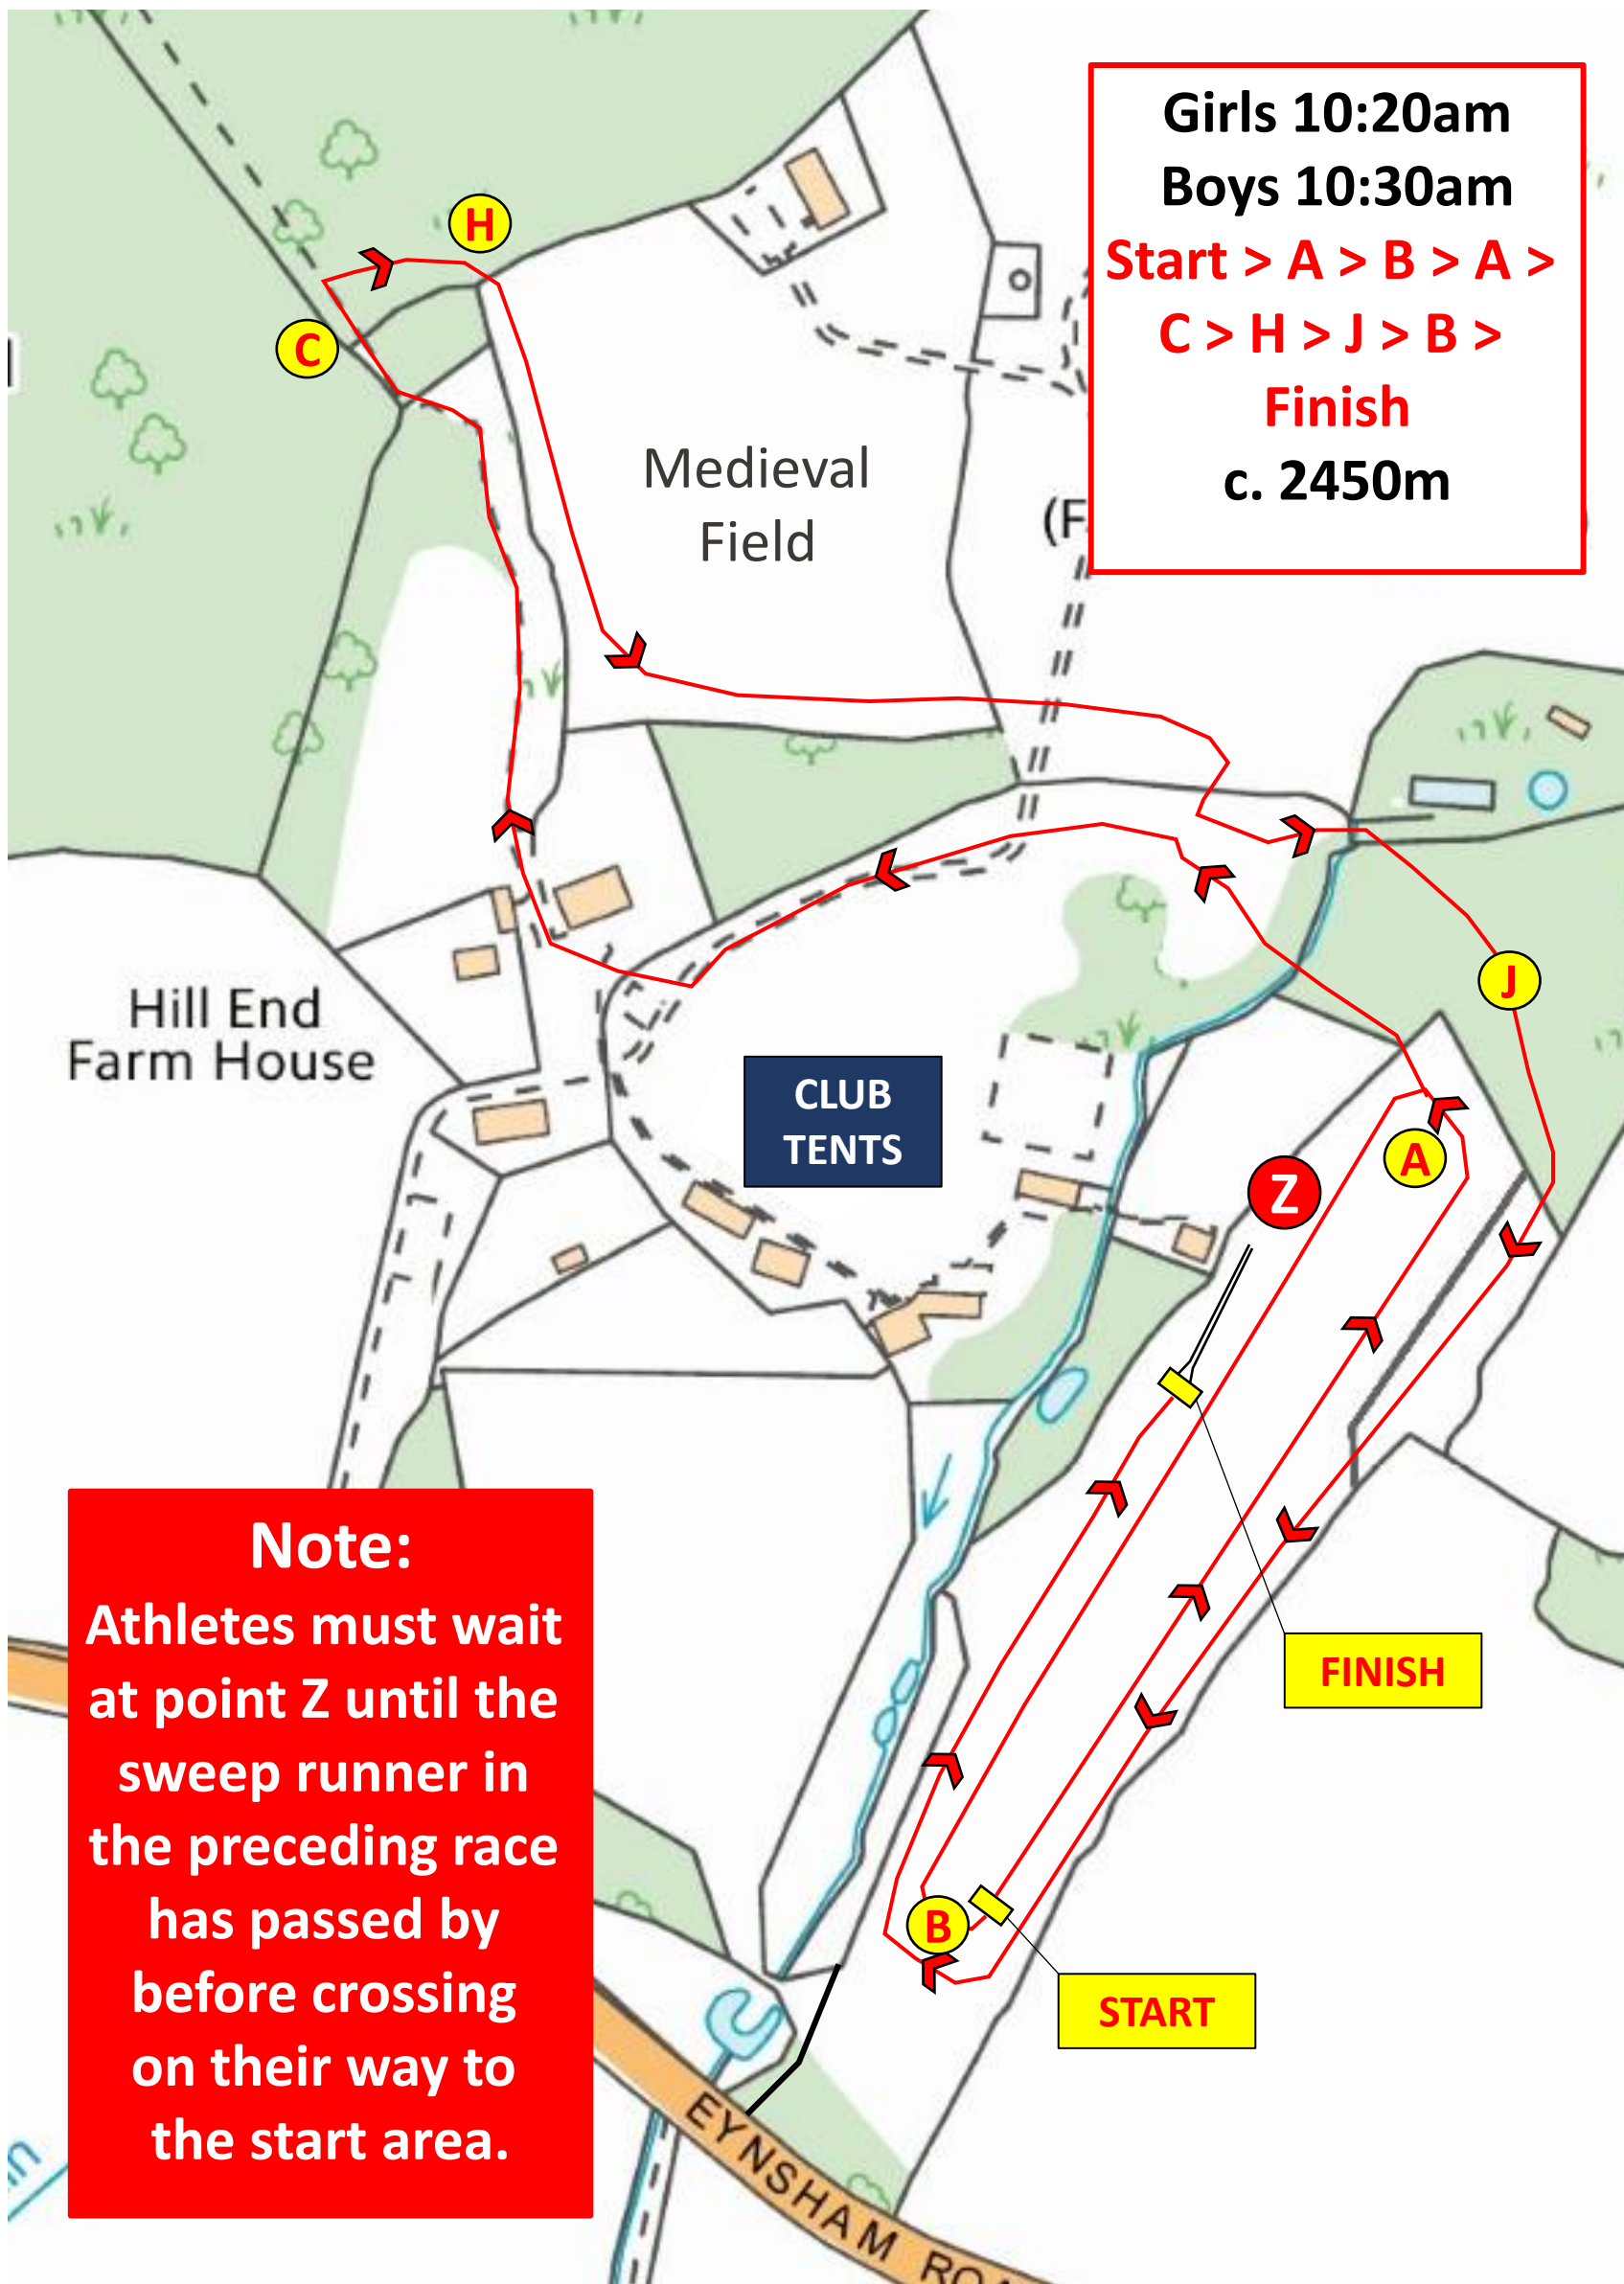 Girls 10:20am
Boys 10:30am
Start > A > B > A >
C > H > J > B >
Finish
c. 2450m
H
C
Medieval
Field
(F
J
Hill End
Farm House
CLUB
TENTS
A
Z
Note:
Athletes must wait
at point Z until the
sweep runner in
the preceding race
has passed by
before crossing
on their way to
the start area.
FINISH
B
START
EYNSHAM ROA